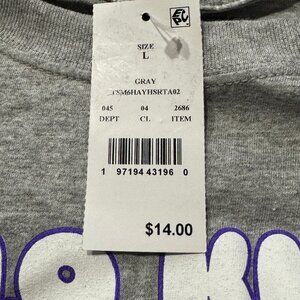 SIZE
L
GRAY
045 04 2686
DEPT CL ITEM
1 97194 43196 0
$14.00